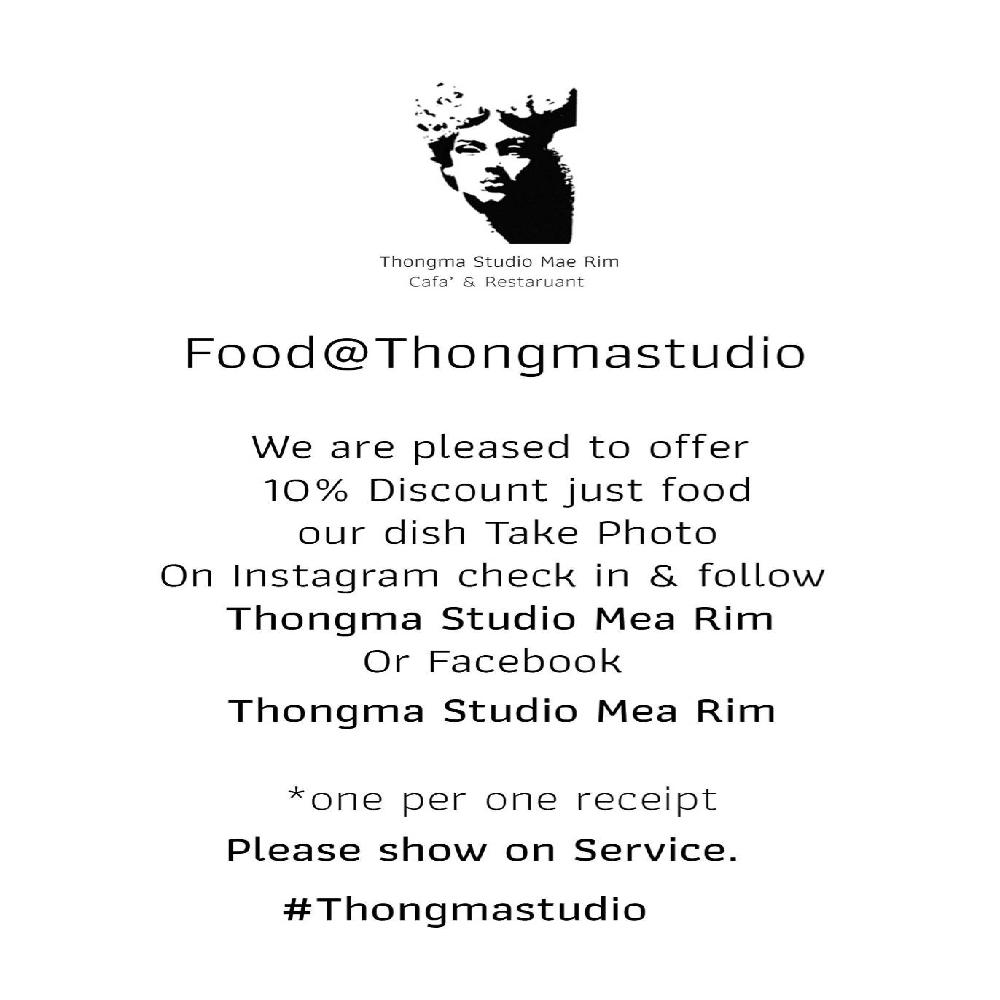 Thongma Studio Mae Rim
Cafa' & Restaruant
Food@Thongmastudio
We are pleased to offer
10% Discount just food
our dish Take Photo
On Instagram check in & follow
Thongma Studio Mea Rim
Or Facebook
Thongma Studio Mea Rim
*one per one receipt
Please show on Service.
#Thongmastudio